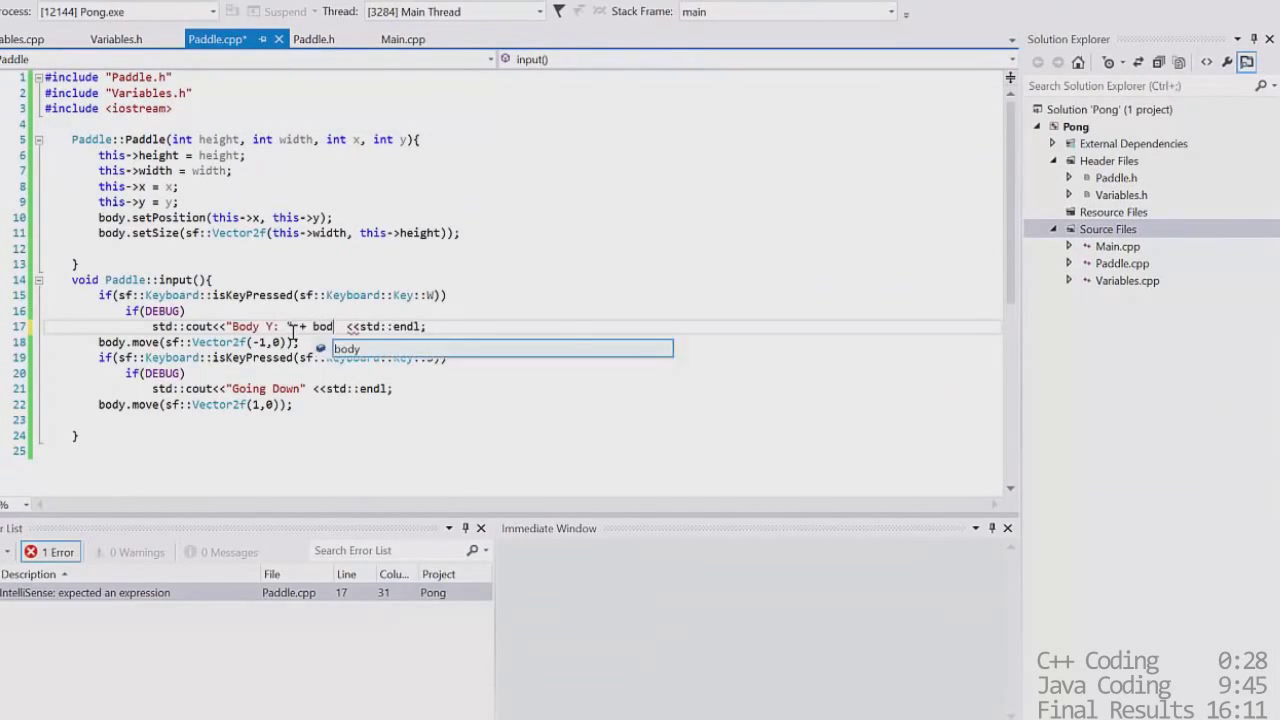 rocess: [12144] Pong.exe Suspend Thread: [3284] Main Thread Stack Frame: main
ables.cpp Variables.h Paddle.cpp* Paddle.h Main.cpp
Paddle input()
1 #include "Paddle.h"
2 #include "Variables.h"
3 #include <iostream>
4
5 Paddle::Paddle(int height, int width, int x, int y){
6 this->height = height;
7 this->width = width;
8 this->x = x;
9 this->y = y;
10 body.setPosition(this->x, this->y);
11 body.setSize(sf::Vector2f(this->width, this->height));
12
13 }
14 void Paddle::input(){
15 if(sf::Keyboard::isKeyPressed(sf::Keyboard::Key::W))
16 if(DEBUG)
17 std::cout<<"Body Y: "+ bod <<std::endl;
18 body.move(sf::Vector2f(-1,0));
body
19 if(sf::Keyboard::isKeyPressed(sf::Keyboard::Key::S))
20 if(DEBUG)
21 std::cout<<"Going Down" <<std::endl;
22 body.move(sf::Vector2f(1,0));
23
24 }
25
%
Solution Explorer
Search Solution Explorer (Ctrl+;)
Solution 'Pong' (1 project)
Pong
External Dependencies
Header Files
Paddle.h
Variables.h
Resource Files
Source Files
Main.cpp
Paddle.cpp
Variables.cpp
r List
1 Error 0 Warnings 0 Messages Search Error List
Description File Line Colu... Project
IntelliSense: expected an expression Paddle.cpp 17 31 Pong
Immediate Window
C++ Coding 0:28
Java Coding 9:45
Final Results 16:11